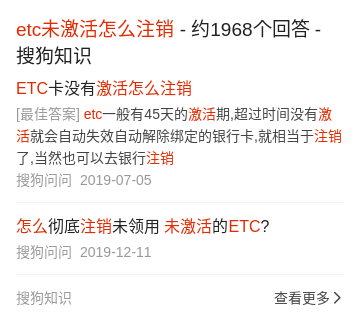 etc未激活怎么注销 - 约1968个回答 -
搜狗知识
ETC卡没有激活怎么注销
[最佳答案] etc一般有45天的激活期,超过时间没有激
活就会自动失效自动解除绑定的银行卡,就相当于注销
了,当然也可以去银行注销
搜狗问问 2019-07-05
怎么彻底注销未领用 未激活的ETC?
搜狗问问 2019-12-11
搜狗知识 查看更多 >